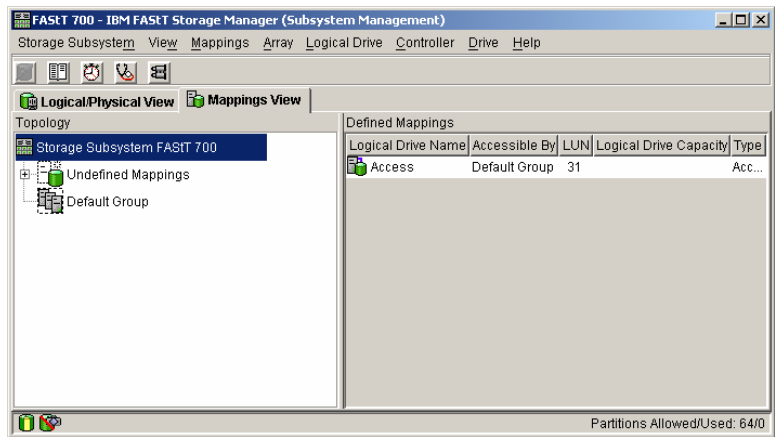 FAStT 700 - IBM FAStT Storage Manager (Subsystem Management)
Storage Subsystem View Mappings Array Logical Drive Controller Drive Help
Logical/Physical View Mappings View
Topology
Storage Subsystem FAStT 700
Undefined Mappings
Default Group
Defined Mappings
Logical Drive Name Accessible By LUN Logical Drive Capacity Type
Access Default Group 31 Acc...
Partitions Allowed/Used: 64/0